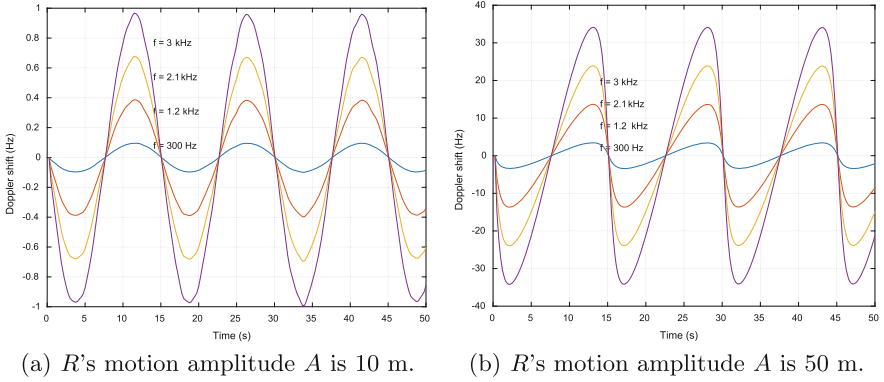 1
0.8
0.6
0.4
0.2
0
-0.2
-0.4
-0.6
-0.8
-1
Doppler shift (Hz)
f = 3 kHz
f = 2.1 kHz
f = 1.2 kHz
f = 300 Hz
0 5 10 15 20 25 30 35 40 45 50
Time (s)
(a) R's motion amplitude A is 10 m.
40
30
20
10
0
-10
-20
-30
-40
Doppler shift (Hz)
f = 3 kHz
f = 2.1 kHz
f = 1.2 kHz
f = 300 Hz
0 5 10 15 20 25 30 35 40 45 50
Time (s)
(b) R's motion amplitude A is 50 m.